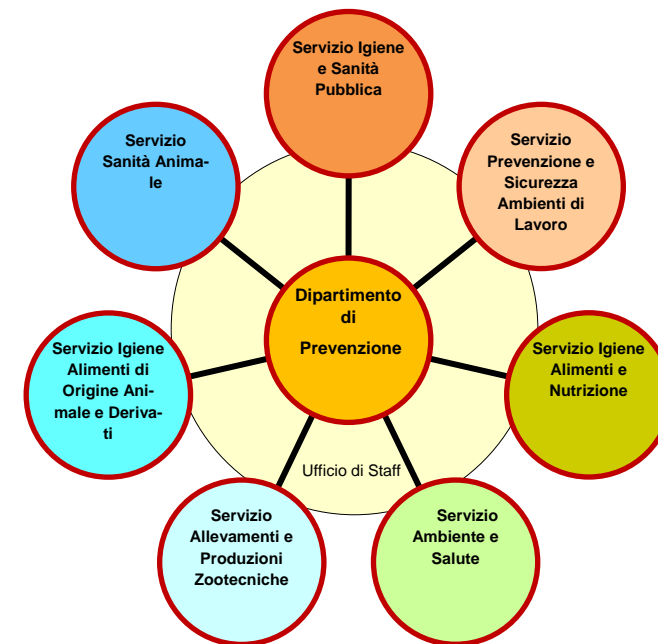 Servizio Igiene
e Sanità
Pubblica
Servizio
Sanità Anima-
le
Servizio
Prevenzione e
Sicurezza
Ambienti di
Lavoro
Dipartimento
di
Prevenzione
Servizio Igiene
Alimenti di
Origine Ani-
male e Deriva-
ti
Servizio Igiene
Alimenti e
Nutrizione
Ufficio di Staff
Servizio
Allevamenti e
Produzioni
Zootecniche
Servizio
Ambiente e
Salute